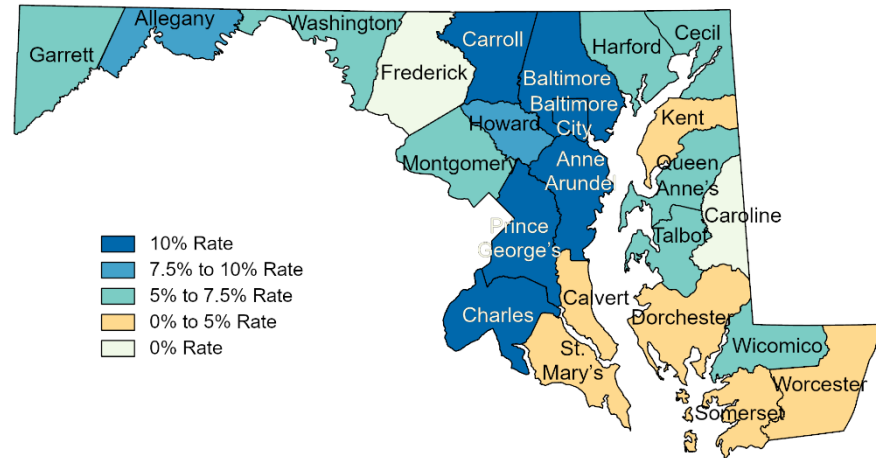 Allegany
Washington
Garrett
Frederick
Carroll
Harford
Cecil
Baltimore
Baltimore
City
Kent
Howard
Montgomery
Anne
Arundel
Queen
Anne's
Caroline
Talbot
Prince
George's
Calvert
Charles
Dorchester
St.
Mary's
Wicomico
Worcester
Somerset
10% Rate
7.5% to 10% Rate
5% to 7.5% Rate
0% to 5% Rate
0% Rate